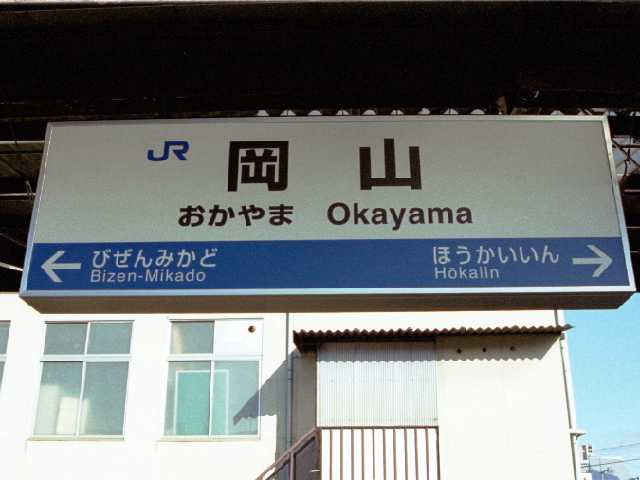 JR 岡山
おかやま Okayama
← びぜんみかど ほうかいいん →
Bizen-Mikado Hōkaiin